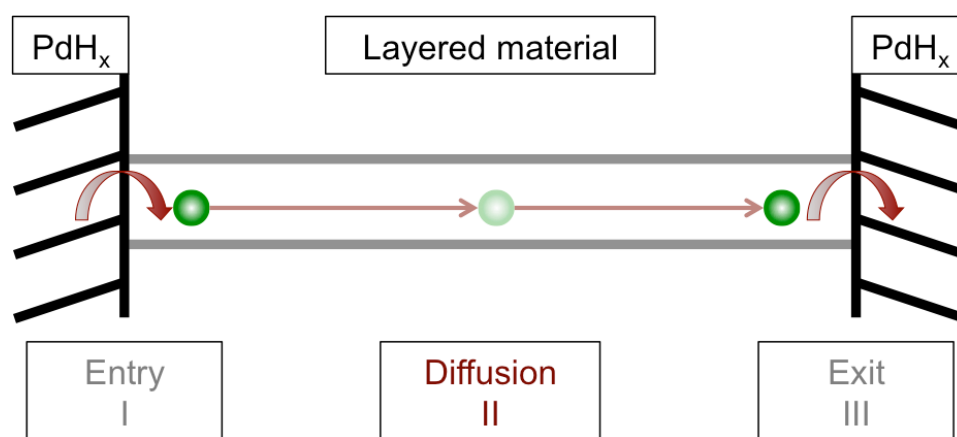 PdHₓ
Layered material
PdHₓ
Entry
I
Diffusion
II
Exit
III